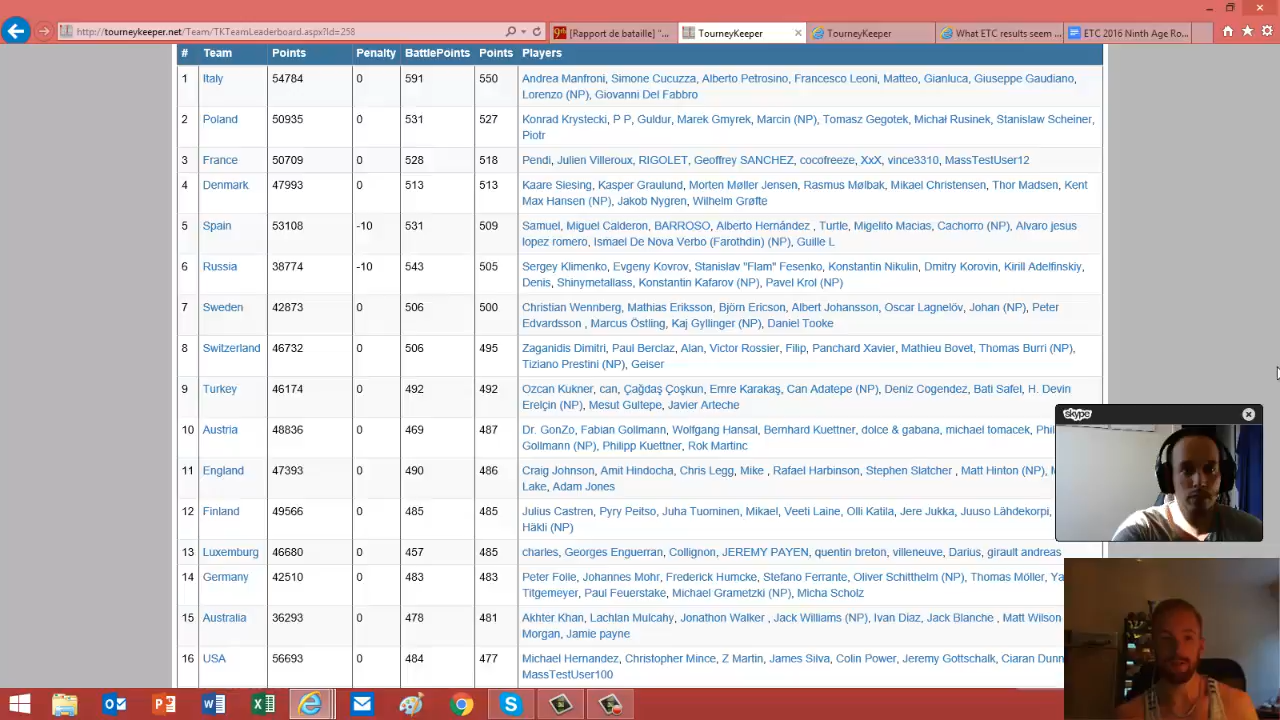 http://tourneykeeper.net/Team/TKTeamLeaderboard.aspx?Id=258
[Rapport de bataille] "...
TourneyKeeper
TourneyKeeper
What ETC results seem ...
ETC 2016 Ninth Age Ro...
# Team Points Penalty BattlePoints Points Players
1 Italy 54784 0 591 550 Andrea Manfroni, Simone Cucuzza, Alberto Petrosino, Francesco Leoni, Matteo, Gianluca, Giuseppe Gaudiano,
Lorenzo (NP), Giovanni Del Fabbro
2 Poland 50935 0 531 527 Konrad Krystecki, P P, Guldur, Marek Gmyrek, Marcin (NP), Tomasz Gegotek, Michał Rusinek, Stanislaw Scheiner,
Piotr
3 France 50709 0 528 518 Pendi, Julien Villeroux, RIGOLET, Geoffrey SANCHEZ, cocofreeze, XxX, vince3310, MassTestUser12
4 Denmark 47993 0 513 513 Kaare Siesing, Kasper Graulund, Morten Møller Jensen, Rasmus Mølbak, Mikael Christensen, Thor Madsen, Kent
Max Hansen (NP), Jakob Nygren, Wilhelm Grøfte
5 Spain 53108 -10 531 509 Samuel, Miguel Calderon, BARROSO, Alberto Hernández , Turtle, Migelito Macias, Cachorro (NP), Alvaro jesus
lopez romero, Ismael De Nova Verbo (Farothdin) (NP), Guille L
6 Russia 38774 -10 543 505 Sergey Klimenko, Evgeny Kovrov, Stanislav "Flam" Fesenko, Konstantin Nikulin, Dmitry Korovin, Kirill Adelfinskiy,
Denis, Shinymetallass, Konstantin Kafarov (NP), Pavel Krol (NP)
7 Sweden 42873 0 506 500 Christian Wennberg, Mathias Eriksson, Björn Ericson, Albert Johansson, Oscar Lagnelöv, Johan (NP), Peter
Edvardsson , Marcus Östling, Kaj Gyllinger (NP), Daniel Tooke
8 Switzerland 46732 0 506 495 Zaganidis Dimitri, Paul Berclaz, Alan, Victor Rossier, Filip, Panchard Xavier, Mathieu Bovet, Thomas Burri (NP),
Tiziano Prestini (NP), Geiser
9 Turkey 46174 0 492 492 Ozcan Kukner, can, Çağdaş Çoşkun, Emre Karakaş, Can Adatepe (NP), Deniz Cogendez, Bati Safel, H. Devin
Erelçin (NP), Mesut Gultepe, Javier Arteche
10 Austria 48836 0 469 487 Dr. GonZo, Fabian Gollmann, Wolfgang Hansal, Bernhard Kuettner, dolce & gabana, michael tomacek, Phi
Gollmann (NP), Philipp Kuettner, Rok Martinc
11 England 47393 0 490 486 Craig Johnson, Amit Hindocha, Chris Legg, Mike , Rafael Harbinson, Stephen Slatcher , Matt Hinton (NP),
Lake, Adam Jones
12 Finland 49566 0 485 485 Julius Castren, Pyry Peitso, Juha Tuominen, Mikael, Veeti Laine, Olli Katila, Jere Jukka, Juuso Lähdekorpi,
Häkli (NP)
13 Luxemburg 46680 0 457 485 charles, Georges Enguerran, Collignon, JEREMY PAYEN, quentin breton, villeneuve, Darius, girault andreas
14 Germany 42510 0 483 483 Peter Folle, Johannes Mohr, Frederick Humcke, Stefano Ferrante, Oliver Schitthelm (NP), Thomas Möller, Ya
Titgemeyer, Paul Feuerstake, Michael Grametzki (NP), Micha Scholz
15 Australia 36293 0 478 481 Akhter Khan, Lachlan Mulcahy, Jonathon Walker , Jack Williams (NP), Ivan Diaz, Jack Blanche , Matt Wilson
Morgan, Jamie payne
16 USA 56693 0 484 477 Michael Hernandez, Christopher Mince, Z Martin, James Silva, Colin Power, Jeremy Gottschalk, Ciaran Dunn
MassTestUser100
skype